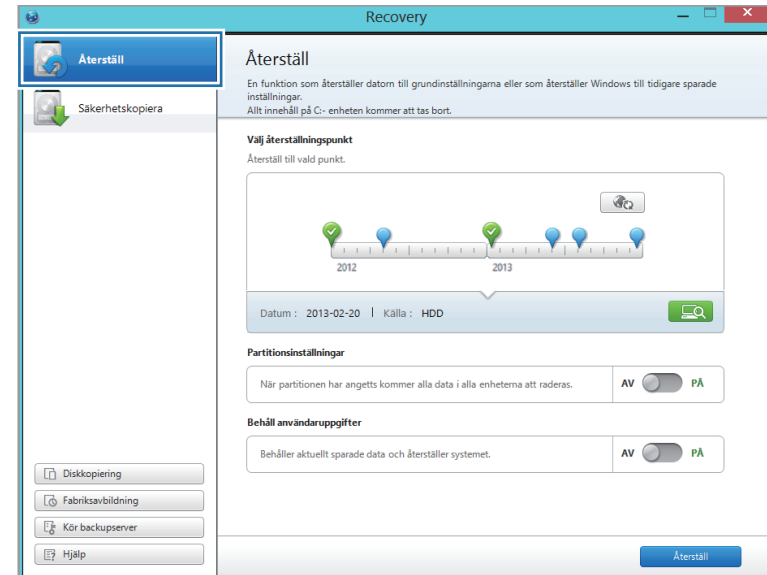 Recovery
Återställ
Säkerhetskopiera
Diskkopiering
Fabriksavbildning
Kör backupserver
Hjälp
Återställ
En funktion som återställer datorn till grundinställningarna eller som återställer Windows till tidigare sparade
inställningar.
Allt innehåll på C:- enheten kommer att tas bort.
Välj återställningspunkt
Återställ till vald punkt.
2012 2013
Datum : 2013-02-20 | Källa : HDD
Partitionsinställningar
När partitionen har angetts kommer alla data i alla enheterna att raderas. AV PÅ
Behåll användaruppgifter
Behåller aktuellt sparade data och återställer systemet. AV PÅ
Återställ